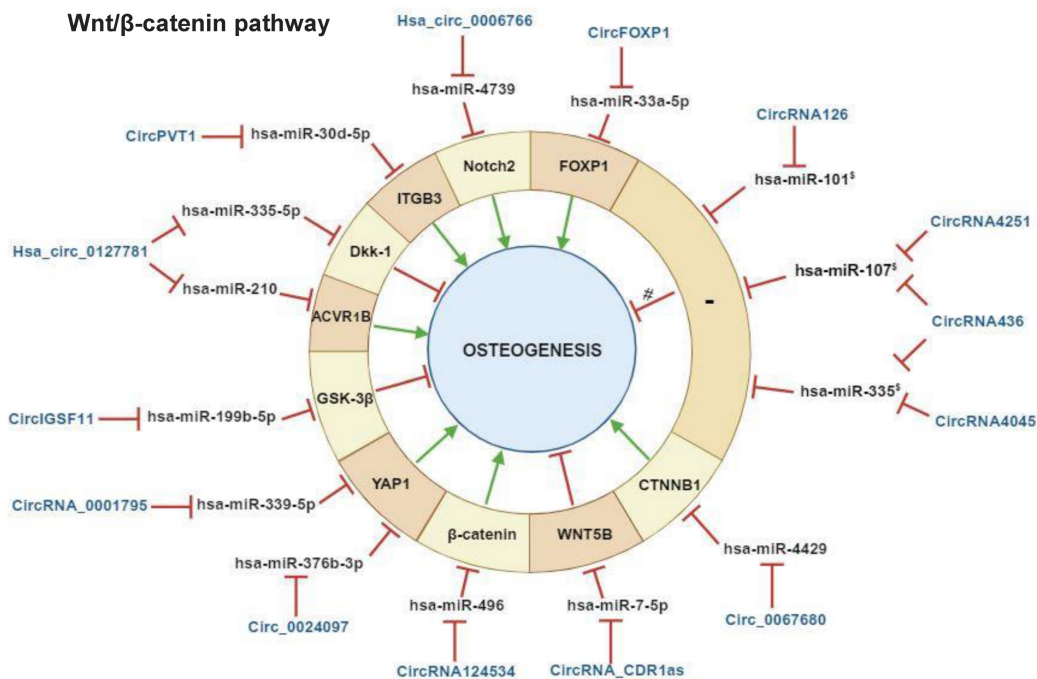 Wnt/β-catenin pathway
Hsa_circ_0006766
CircFOXP1
hsa-miR-4739
hsa-miR-33a-5p
CircPVT1
hsa-miR-30d-5p
CircRNA126
Notch2
FOXP1
hsa-miR-101$
ITGB3
hsa-miR-335-5p
CircRNA4251
Dkk-1
Hsa_circ_0127781
hsa-miR-107$
hsa-miR-210
#
-
ACVR1B
CircRNA436
OSTEOGENESIS
GSK-3β
hsa-miR-335$
CircIGSF11
hsa-miR-199b-5p
CircRNA4045
YAP1
CTNNB1
CircRNA_0001795
hsa-miR-339-5p
β-catenin
WNT5B
hsa-miR-4429
hsa-miR-376b-3p
hsa-miR-496
hsa-miR-7-5p
Circ_0024097
Circ_0067680
CircRNA124534
CircRNA_CDR1as